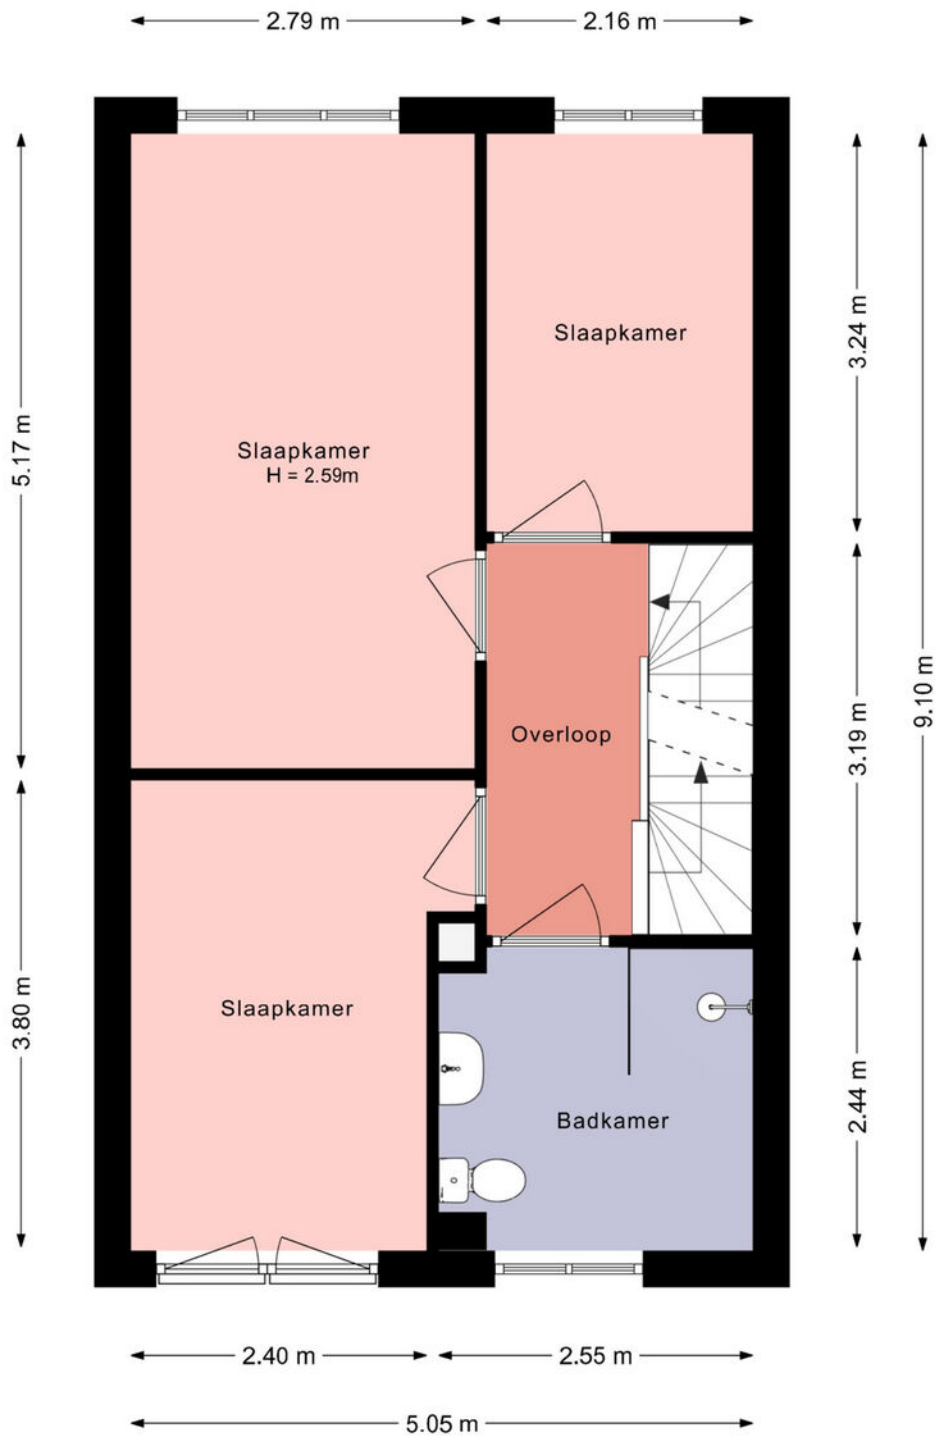 2.79 m
2.16 m
Slaapkamer
3.24 m
5.17 m
Slaapkamer
H = 2.59m
9.10 m
3.19 m
Overloop
Slaapkamer
3.80 m
2.44 m
Badkamer
2.40 m
2.55 m
5.05 m